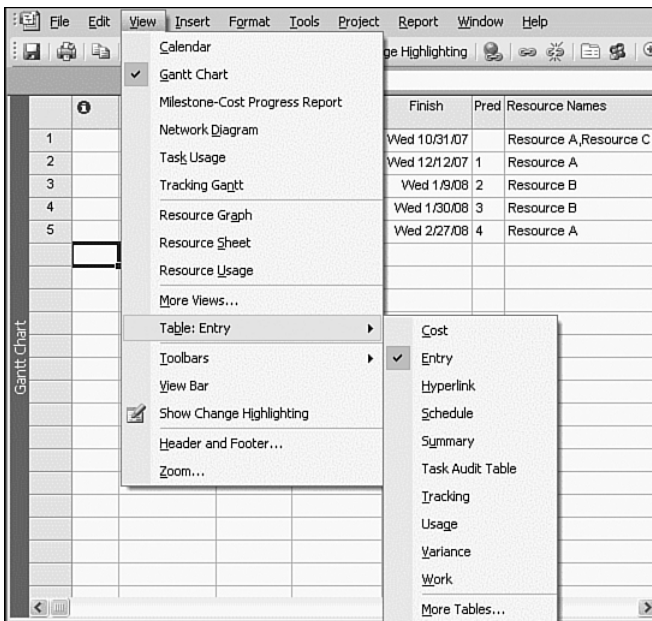 File Edit View Insert Format Tools Project Report Window Help
Calendar
ge Highlighting
Gantt Chart
Milestone-Cost Progress Report
Finish Pred Resource Names
Network Diagram
1 Wed 10/31/07 Resource A,Resource C
Task Usage
2 Wed 12/12/07 1 Resource A
Tracking Gantt
3 Wed 1/9/08 2 Resource B
Resource Graph
4 Wed 1/30/08 3 Resource B
5 Wed 2/27/08 4 Resource A
Resource Sheet
Resource Usage
More Views...
Table: Entry
Toolbars
View Bar
Show Change Highlighting
Header and Footer...
Zoom...
Cost
Entry
Hyperlink
Schedule
Summary
Task Audit Table
Tracking
Usage
Variance
Work
More Tables...
Gantt Chart